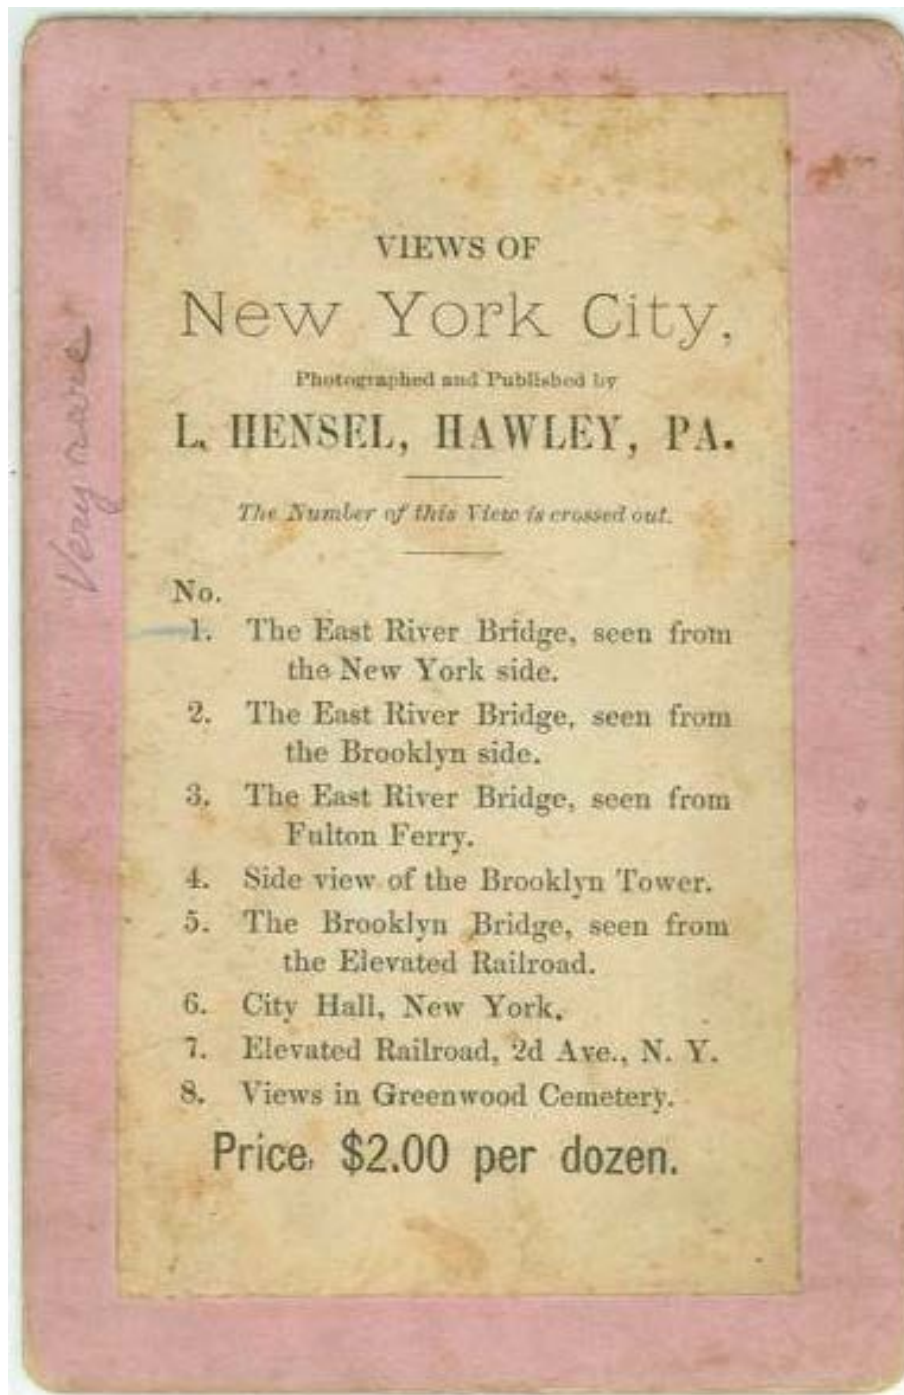 VIEWS OF
New York City,
Photographed and Published by
L. HENSEL, HAWLEY, PA.
The Number of this View is crossed out.
No.
1. The East River Bridge, seen from
the New York side.
2. The East River Bridge, seen from
the Brooklyn side.
3. The East River Bridge, seen from
Fulton Ferry.
4. Side view of the Brooklyn Tower.
5. The Brooklyn Bridge, seen from
the Elevated Railroad.
6. City Hall, New York.
7. Elevated Railroad, 2d Ave., N. Y.
8. Views in Greenwood Cemetery.
Price, $2.00 per dozen.
Very rare